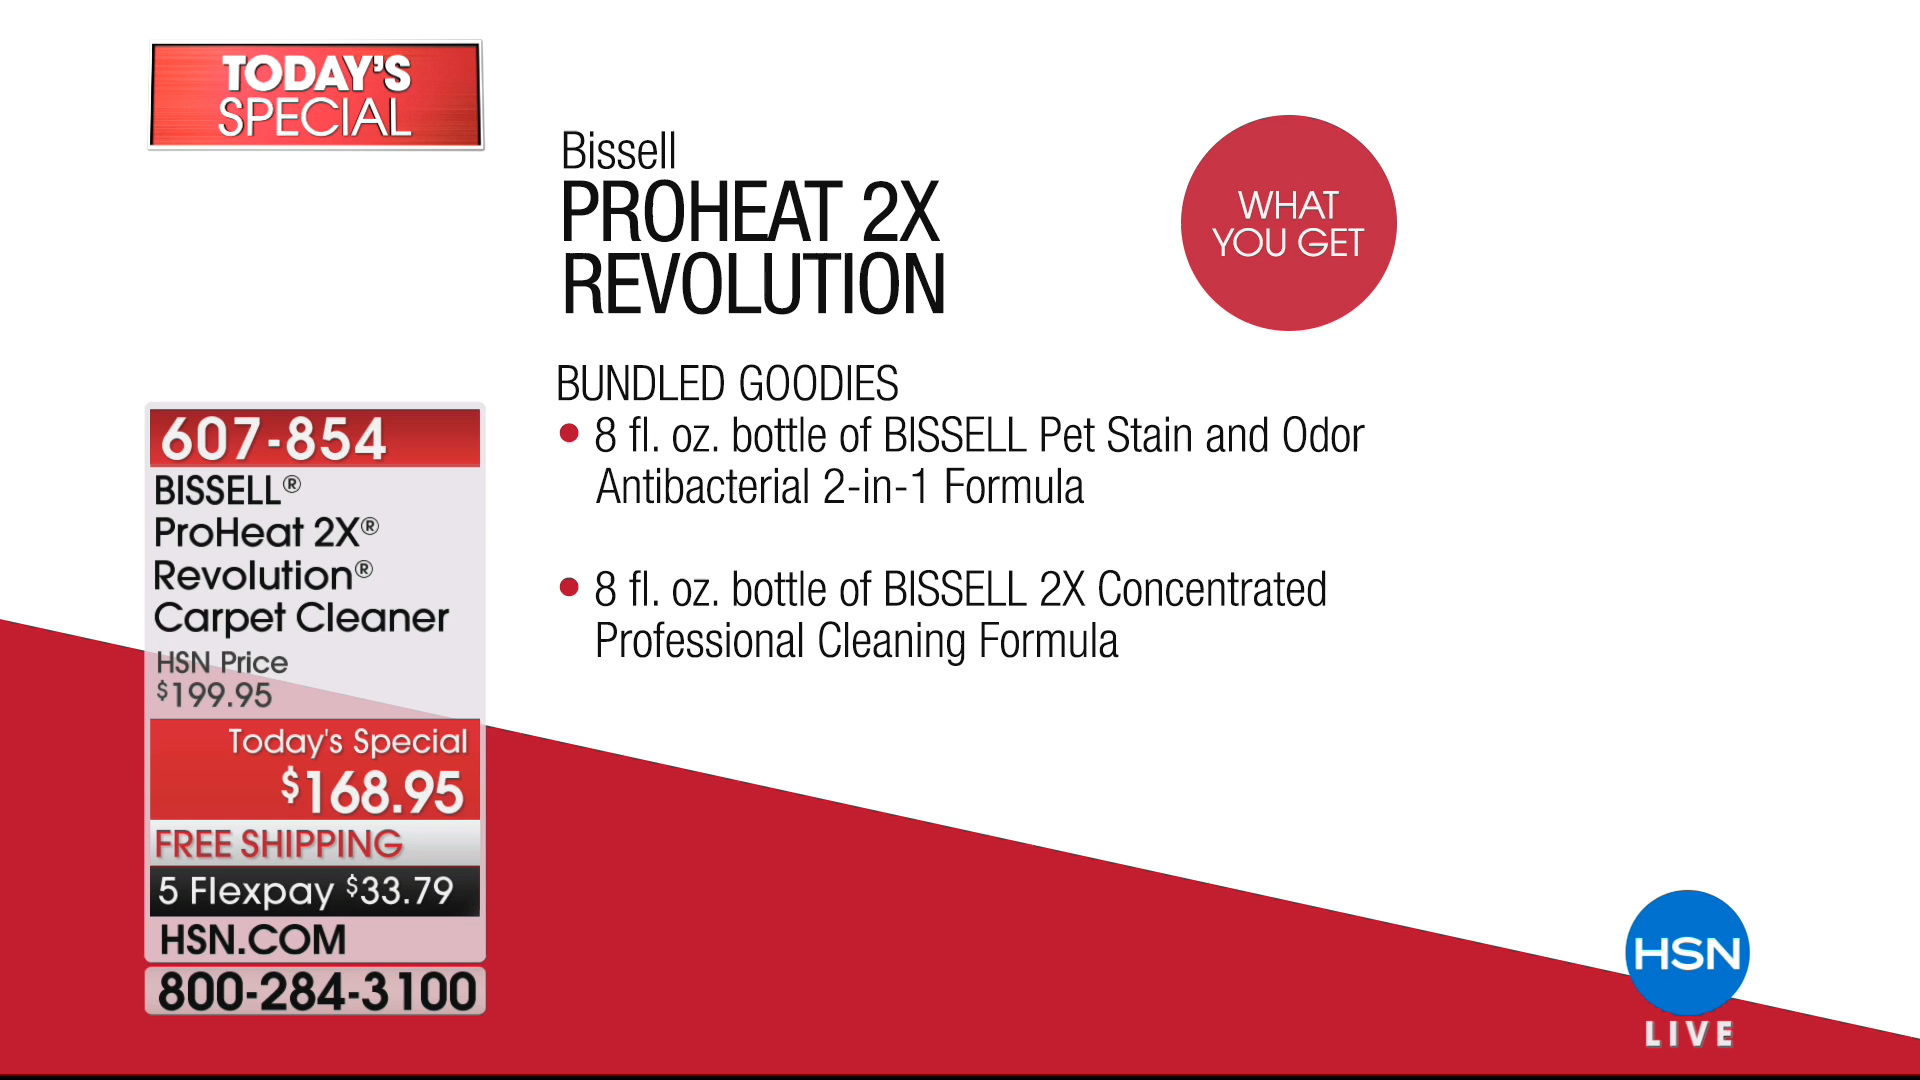 TODAY'S
SPECIAL
Bissell
PROHEAT 2X
REVOLUTION
WHAT
YOU GET
BUNDLED GOODIES
• 8 fl. oz. bottle of BISSELL Pet Stain and Odor
Antibacterial 2-in-1 Formula
• 8 fl. oz. bottle of BISSELL 2X Concentrated
Professional Cleaning Formula
607-854
BISSELL®
ProHeat 2X®
Revolution®
Carpet Cleaner
HSN Price
$199.95
Today's Special
$168.95
FREE SHIPPING
5 Flexpay $33.79
HSN.COM
800-284-3100
HSN
LIVE